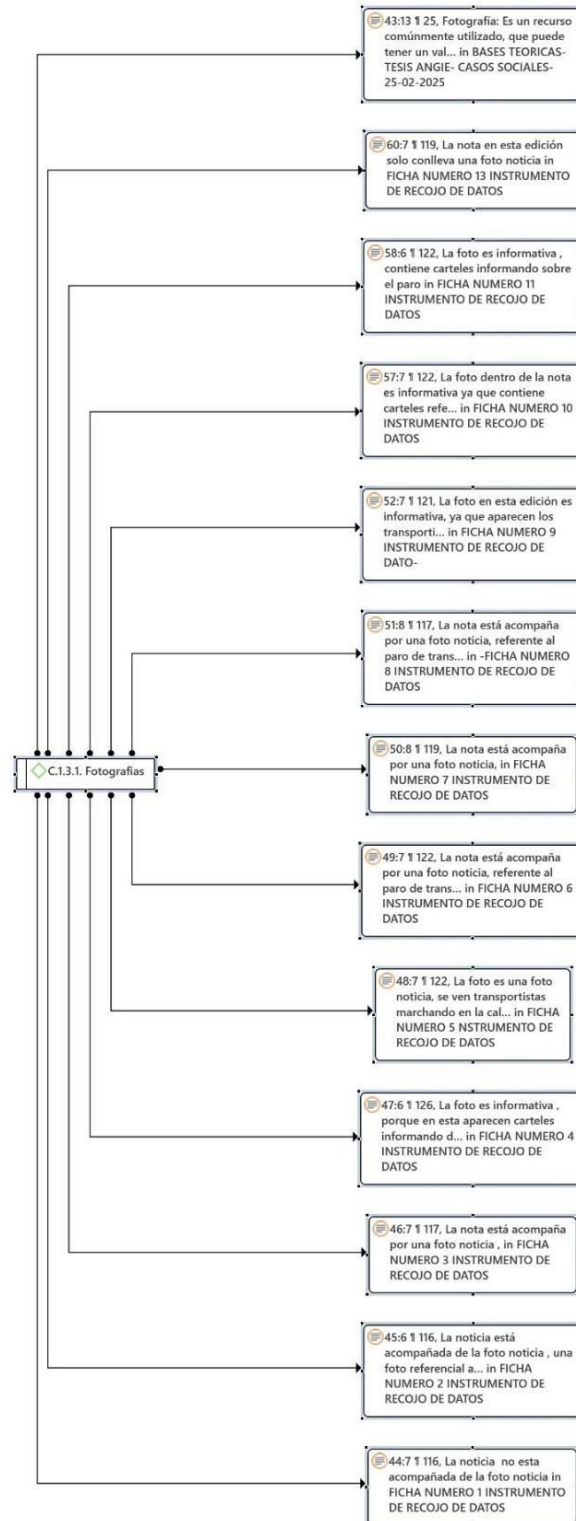 43:13 ¶ 25, Fotografía: Es un recurso
comúnmente utilizado, que puede
tener un val... in BASES TEORICAS-
TESIS ANGIE- CASOS SOCIALES-
25-02-2025
60:7 ¶ 119, La nota en esta edición
solo conlleva una foto noticia in
FICHA NUMERO 13 INSTRUMENTO
DE RECOJO DE DATOS
58:6 ¶ 122, La foto es informativa ,
contiene carteles informando sobre
el paro in FICHA NUMERO 11
INSTRUMENTO DE RECOJO DE
DATOS
57:7 ¶ 122, La foto dentro de la nota
es informativa ya que contiene
carteles refe... in FICHA NUMERO 10
INSTRUMENTO DE RECOJO DE
DATOS
52:7 ¶ 121, La foto en esta edición es
informativa, ya que aparecen los
transporti... in FICHA NUMERO 9
INSTRUMENTO DE RECOJO DE
DATO-
51:8 ¶ 117, La nota está acompaña
por una foto noticia, referente al
paro de trans... in -FICHA NUMERO
8 INSTRUMENTO DE RECOJO DE
DATOS
C.1.3.1. Fotografias
50:8 ¶ 119, La nota está acompaña
por una foto noticia, in FICHA
NUMERO 7 INSTRUMENTO DE
RECOJO DE DATOS
49:7 ¶ 122, La nota está acompaña
por una foto noticia, referente al
paro de trans... in FICHA NUMERO 6
INSTRUMENTO DE RECOJO DE
DATOS
48:7 ¶ 122, La foto es una foto
noticia, se ven transportistas
marchando en la cal... in FICHA
NUMERO 5 NSTRUMENTO DE
RECOJO DE DATOS
47:6 ¶ 126, La foto es informativa ,
porque en esta aparecen carteles
informando d... in FICHA NUMERO 4
INSTRUMENTO DE RECOJO DE
DATOS
46:7 ¶ 117, La nota está acompaña
por una foto noticia , in FICHA
NUMERO 3 INSTRUMENTO DE
RECOJO DE DATOS
45:6 ¶ 116, La noticia está
acompañada de la foto noticia , una
foto referencial a... in FICHA
NUMERO 2 INSTRUMENTO DE
RECOJO DE DATOS
44:7 ¶ 116, La noticia no esta
acompañada de la foto noticia in
FICHA NUMERO 1 INSTRUMENTO
DE RECOJO DE DATOS